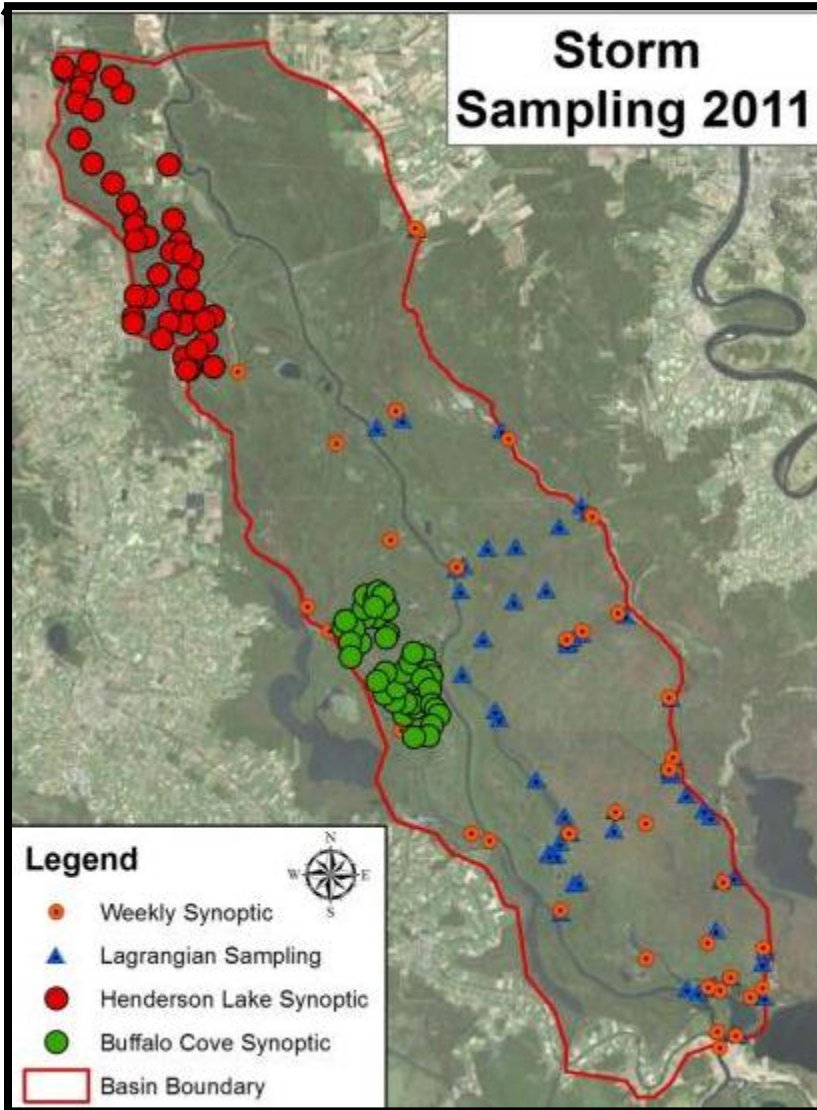 Storm
Sampling 2011
Legend
N
W E
S
Weekly Synoptic
Lagrangian Sampling
Henderson Lake Synoptic
Buffalo Cove Synoptic
Basin Boundary